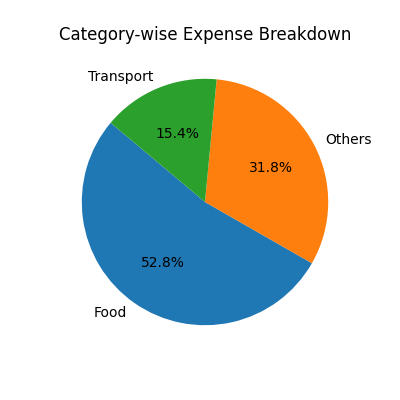 Category-wise Expense Breakdown
Transport
15.4%
Others
31.8%
52.8%
Food